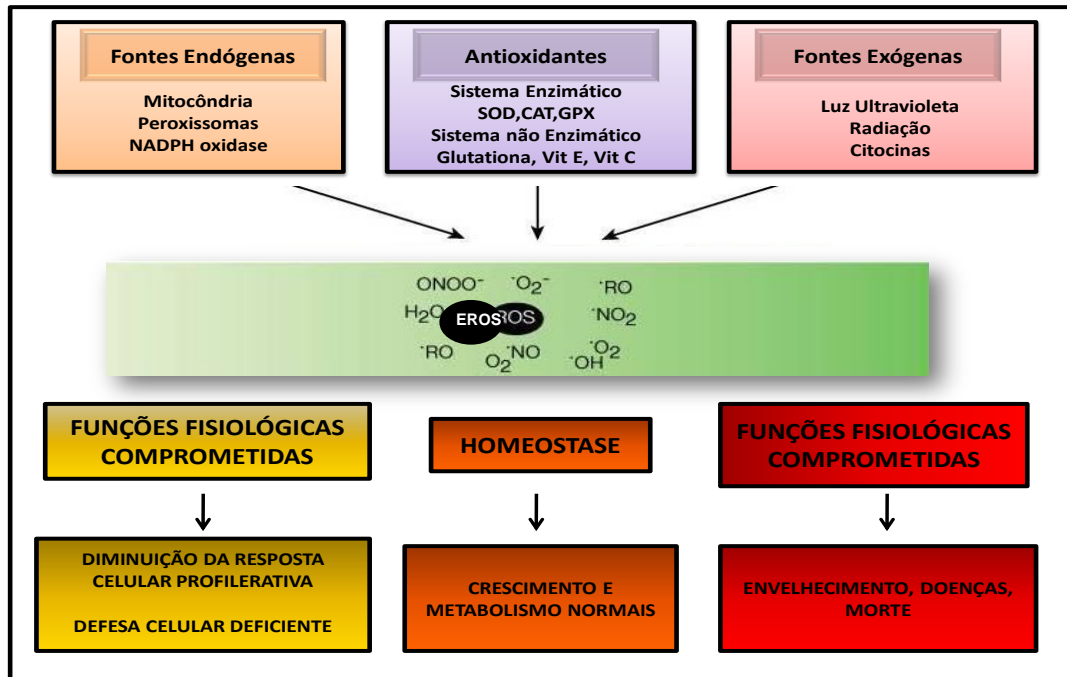 Fontes Endógenas
Mitocôndria
Peroxissomas
NADPH oxidase
Antioxidantes
Sistema Enzimático
SOD,CAT,GPX
Sistema não Enzimático
Glutationa, Vit E, Vit C
Fontes Exógenas
Luz Ultravioleta
Radiação
Citocinas
ONOO⁻ ˙O₂⁻ ˙RO
H₂O EROS ROS ˙NO₂
˙RO O₂ ˙NO ˙OH ˙O₂
FUNÇÕES FISIOLÓGICAS
COMPROMETIDAS
HOMEOSTASE
FUNÇÕES FISIOLÓGICAS
COMPROMETIDAS
DIMINUIÇÃO DA RESPOSTA
CELULAR PROFILERATIVA
DEFESA CELULAR DEFICIENTE
CRESCIMENTO E
METABOLISMO NORMAIS
ENVELHECIMENTO, DOENÇAS,
MORTE